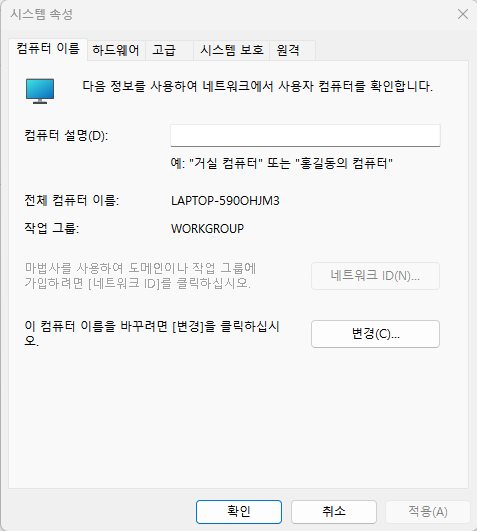 시스템 속성
컴퓨터 이름 하드웨어 고급 시스템 보호 원격
다음 정보를 사용하여 네트워크에서 사용자 컴퓨터를 확인합니다.
컴퓨터 설명(D):
예: "거실 컴퓨터" 또는 "홍길동의 컴퓨터"
전체 컴퓨터 이름: LAPTOP-590OHJM3
작업 그룹: WORKGROUP
마법사를 사용하여 도메인이나 작업 그룹에
가입하려면 [네트워크 ID]를 클릭하십시오.
네트워크 ID(N)...
이 컴퓨터 이름을 바꾸려면 [변경]을 클릭하십시
오.
변경(C)...
확인 취소 적용(A)